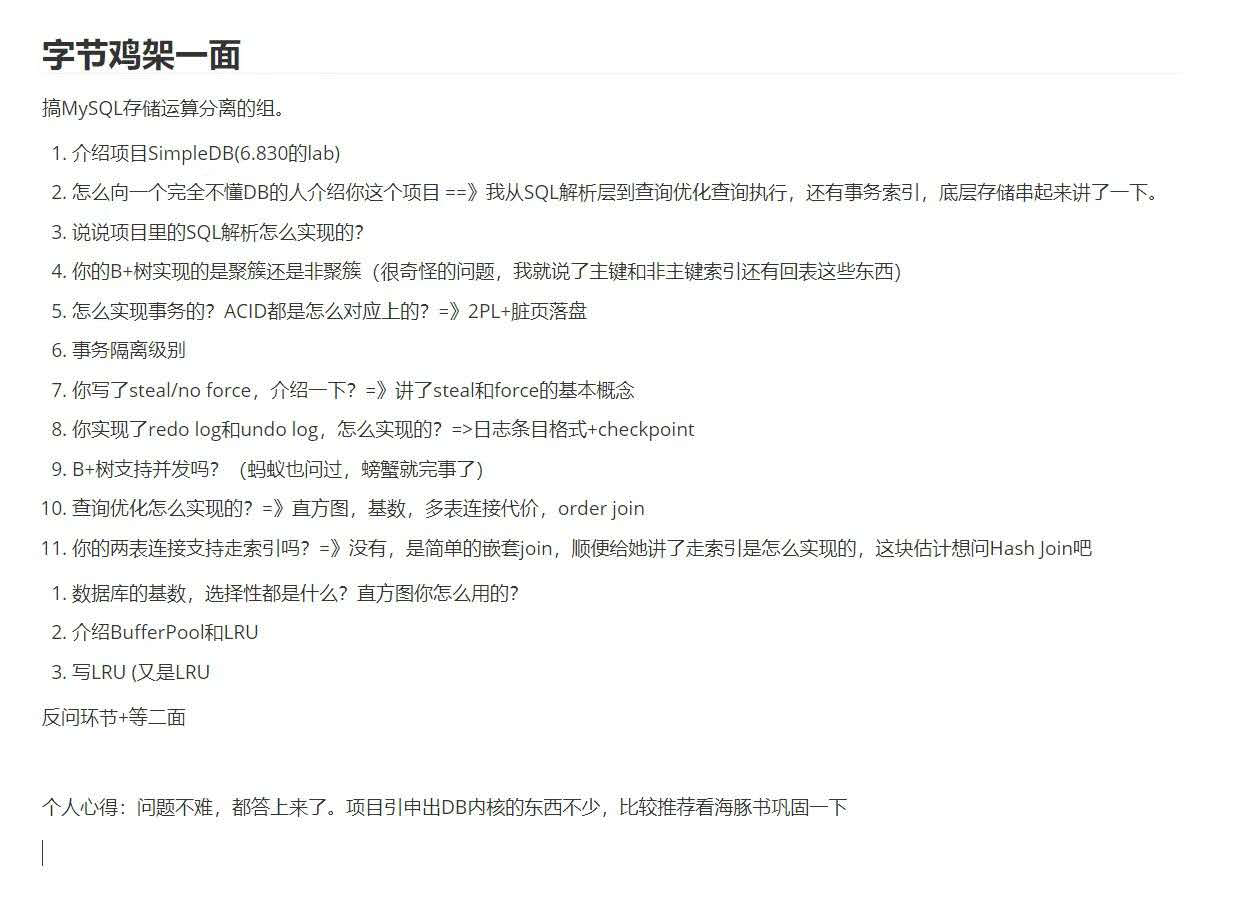 字节鸡架一面
搞MySQL存储运算分离的组。
1. 介绍项目SimpleDB(6.830的lab)
2. 怎么向一个完全不懂DB的人介绍你这个项目 ==》我从SQL解析层到查询优化查询执行，还有事务索引，底层存储串起来讲了一下。
3. 说说项目里的SQL解析怎么实现的？
4. 你的B+树实现的是聚簇还是非聚簇（很奇怪的问题，我就说了主键和非主键索引还有回表这些东西）
5. 怎么实现事务的？ACID都是怎么对应上的？=》2PL+脏页落盘
6. 事务隔离级别
7. 你写了steal/no force，介绍一下？=》讲了steal和force的基本概念
8. 你实现了redo log和undo log，怎么实现的？=>日志条目格式+checkpoint
9. B+树支持并发吗？（蚂蚁也问过，螃蟹就完事了）
10. 查询优化怎么实现的？=》直方图，基数，多表连接代价，order join
11. 你的两表连接支持走索引吗？=》没有，是简单的嵌套join，顺便给她讲了走索引是怎么实现的，这块估计想问Hash Join吧
1. 数据库的基数，选择性都是什么？直方图你怎么用的？
2. 介绍BufferPool和LRU
3. 写LRU (又是LRU
反问环节+等二面
个人心得：问题不难，都答上来了。项目引申出DB内核的东西不少，比较推荐看海豚书巩固一下